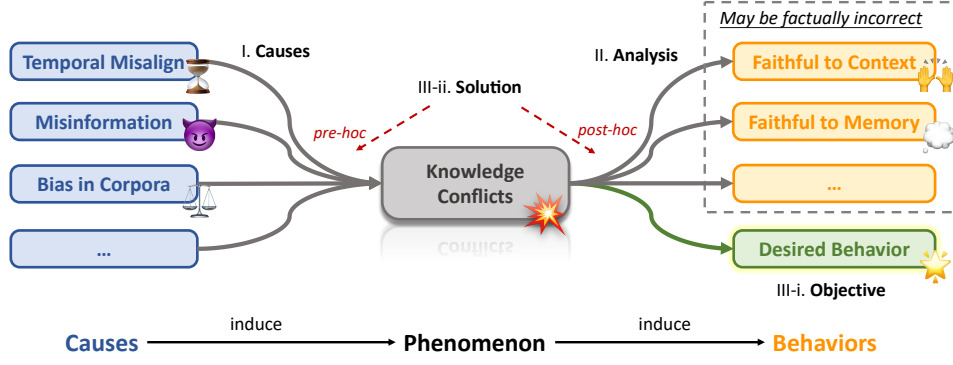 May be factually incorrect
I. Causes
II. Analysis
Temporal Misalign
Faithful to Context
III-ii. Solution
Misinformation
pre-hoc
post-hoc
Faithful to Memory
Knowledge
Conflicts
Bias in Corpora
...
...
Desired Behavior
III-i. Objective
induce
induce
Causes
Phenomenon
Behaviors